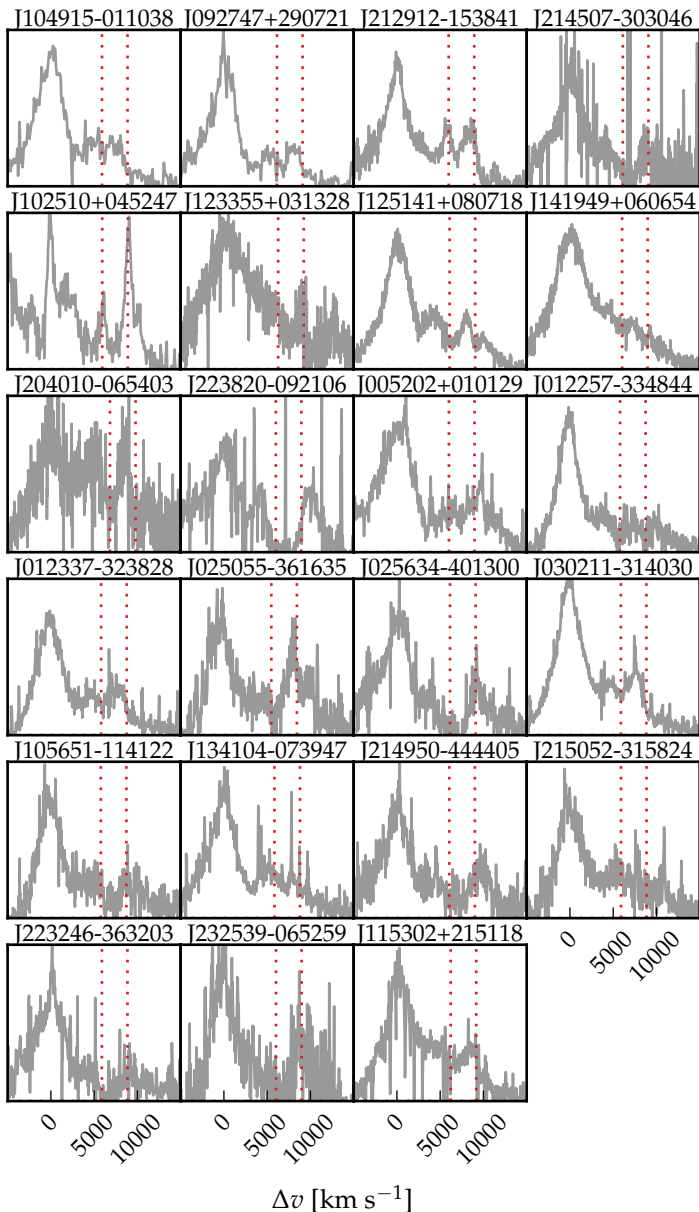 J104915-011038 J092747+290721 J212912-153841 J214507-303046
J102510+045247 J123355+031328 J125141+080718 J141949+060654
J204010-065403 J223820-092106 J005202+010129 J012257-334844
J012337-323828 J025055-361635 J025634-401300 J030211-314030
J105651-114122 J134104-073947 J214950-444405 J215052-315824
0 5000 10000
J223246-363203 J232539-065259 J115302+215118
0 5000 10000 0 5000 10000 0 5000 10000
Δv [km s⁻¹]